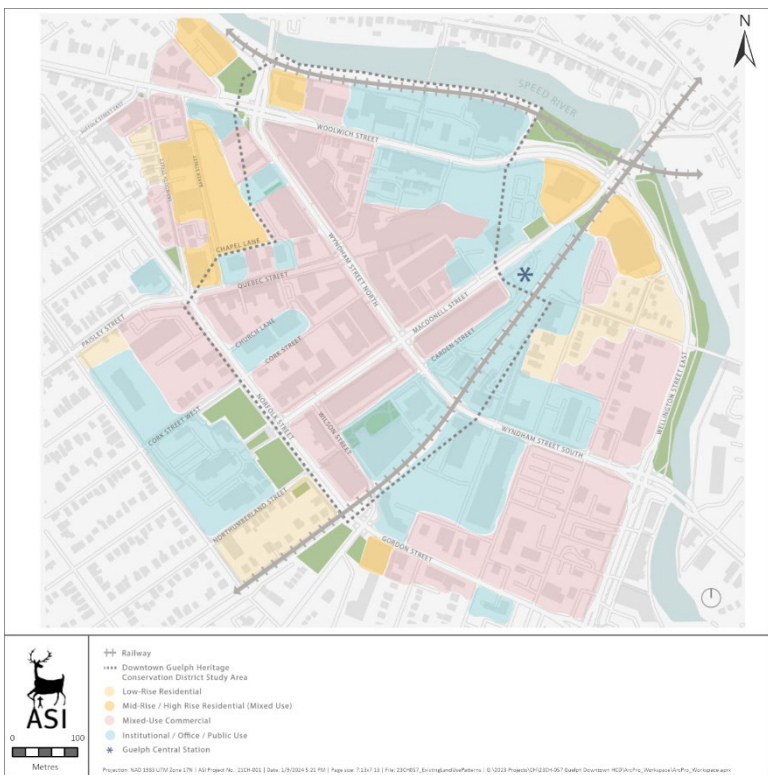 N
SPEED RIVER
WOOLWICH STREET
CHAPEL LANE
QUEBEC STREET
WYNDHAM STREET NORTH
MACDONELL STREET
PAISLEY STREET
CHURCH LANE
CORK STREET
CARDEN STREET
CORK STREET WEST
NORFOLK STREET
WILSON STREET
WELLINGTON STREET EAST
WYNDHAM STREET SOUTH
NORTHUMBERLAND STREET
GORDON STREET
Railway
Downtown Guelph Heritage
Conservation District Study Area
Low-Rise Residential
Mid-Rise / High Rise Residential (Mixed Use)
Mixed-Use Commercial
Institutional / Office / Public Use
Guelph Central Station
ASI
0 100
Metres